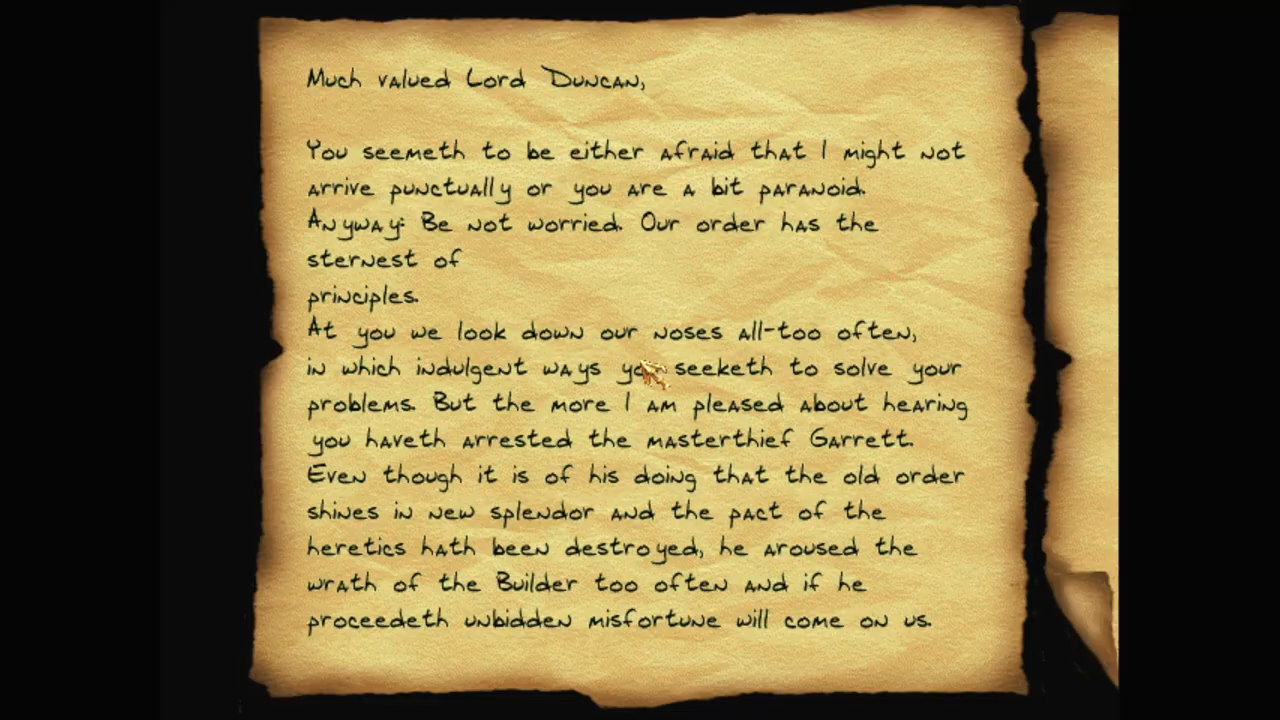 Much valued Lord Duncan,
You seemeth to be either afraid that I might not
arrive punctually or you are a bit paranoid.
Anyway: Be not worried. Our order has the
sternest of
principles.
At you we look down our noses all-too often,
in which indulgent ways you seeketh to solve your
problems. But the more I am pleased about hearing
you haveth arrested the masterthief Garrett.
Even though it is of his doing that the old order
shines in new splendor and the pact of the
heretics hath been destroyed, he aroused the
wrath of the Builder too often and if he
proceedeth unbidden misfortune will come on us.